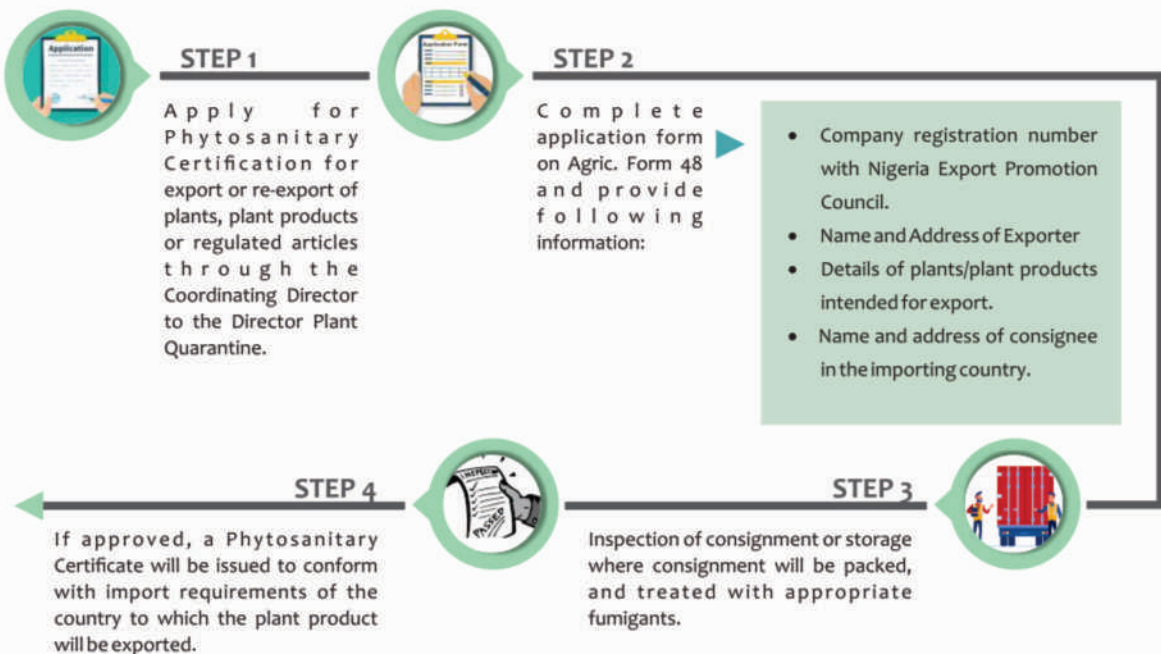 Application
STEP 1
Apply for
Phytosanitary
Certification for
export or re-export of
plants, plant products
or regulated articles
through the
Coordinating Director
to the Director Plant
Quarantine.
Application Form
STEP 2
Complete
application form
on Agric. Form 48
and provide
following
information:
• Company registration number
with Nigeria Export Promotion
Council.
• Name and Address of Exporter
• Details of plants/plant products
intended for export.
• Name and address of consignee
in the importing country.
STEP 3
Inspection of consignment or storage
where consignment will be packed,
and treated with appropriate
fumigants.
STEP 4
PASSED
If approved, a Phytosanitary
Certificate will be issued to conform
with import requirements of the
country to which the plant product
will be exported.